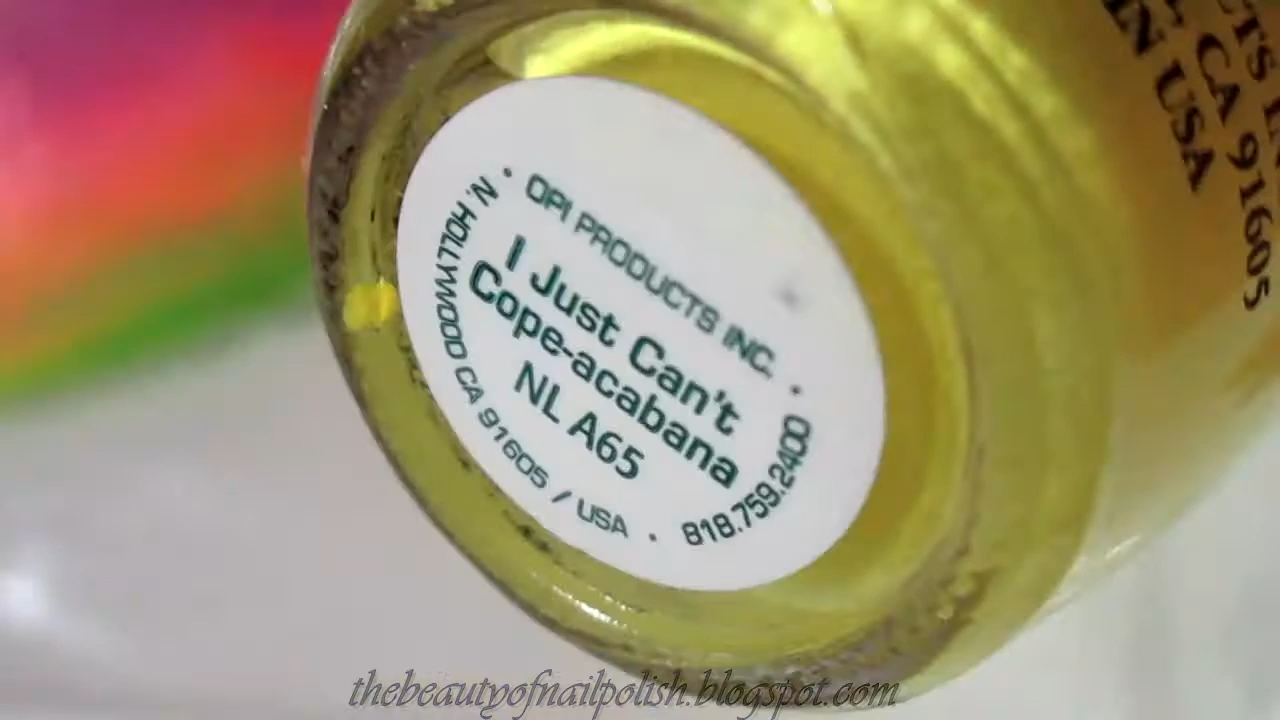 OPI PRODUCTS INC. •
I Just Can't
Cope-acabana
NL A65
N. HOLLYWOOD CA 91605 / USA • 818.759.2400
CA 91605
IN USA
thebeautyofnailpolish.blogspot.com